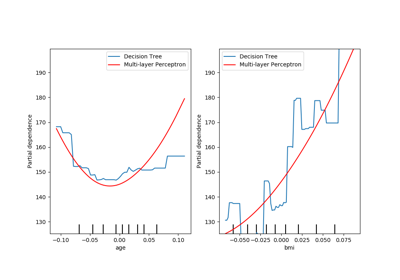 Decision Tree
Multi-layer Perceptron
190
180
170
160
150
140
130
Partial dependence
−0.10 −0.05 0.00 0.05 0.10
age
Decision Tree
Multi-layer Perceptron
190
180
170
160
150
140
130
Partial dependence
−0.050 −0.025 0.000 0.025 0.050 0.075
bmi